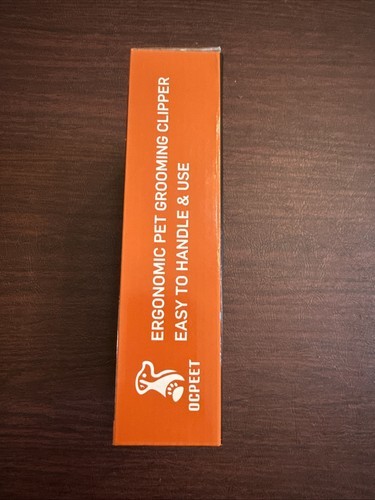 ERGONOMIC PET GROOMING CLIPPER
EASY TO HANDLE & USE
OCPEET